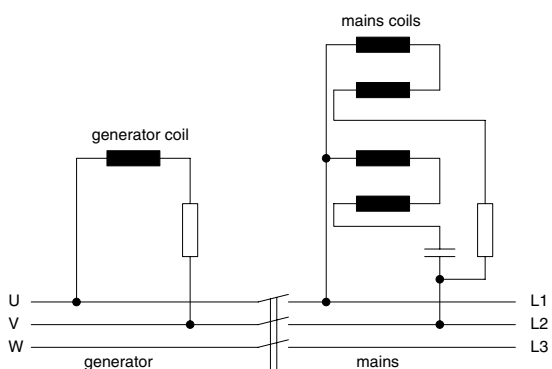 mains coils
generator coil
U
L1
V
L2
W
L3
generator
mains